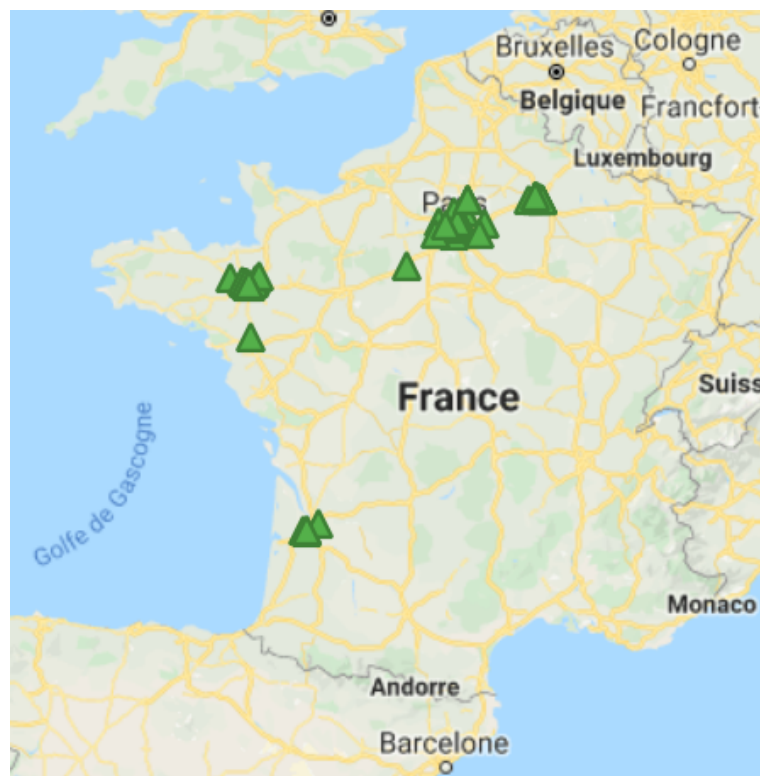 Bruxelles
Cologne
Belgique
Francfort
Luxembourg
Paris
France
Suiss
Golfe de Gascogne
Monaco
Andorre
Barcelone